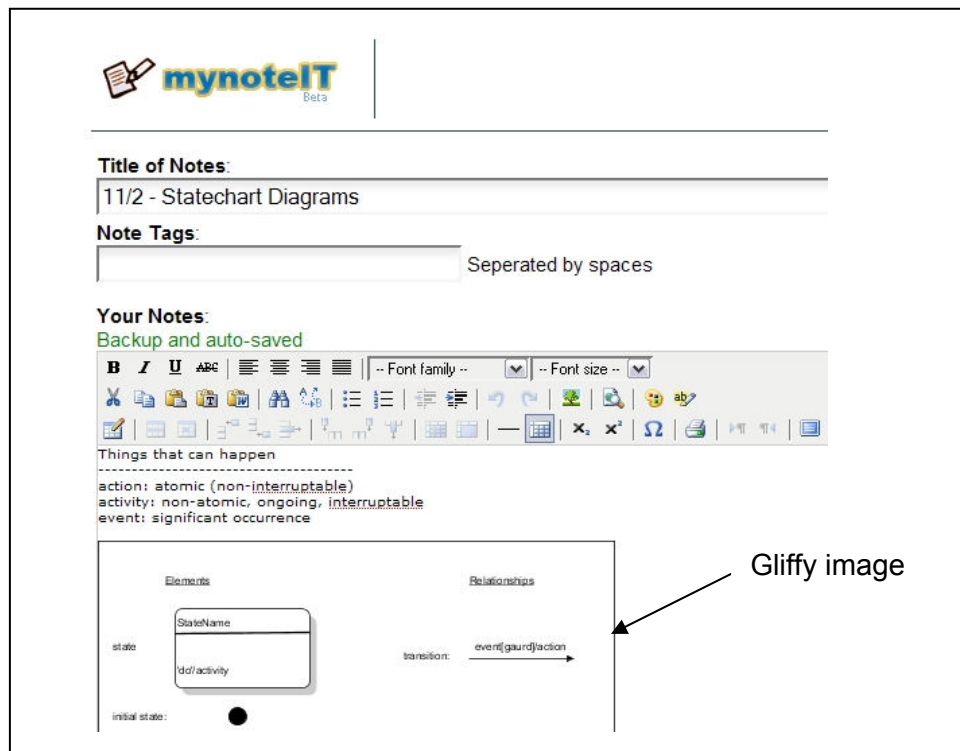 mynoteIT
Beta
Title of Notes:
11/2 - Statechart Diagrams
Note Tags:
Seperated by spaces
Your Notes:
Backup and auto-saved
B I U ABC -- Font family -- -- Font size --
Things that can happen
------------------------------------
action: atomic (non-interruptable)
activity: non-atomic, ongoing, interruptable
event: significant occurrence
Gliffy image
Elements Relationships
StateName
state
event[gaurd]/action
transition:
'do'/activity
initial state: